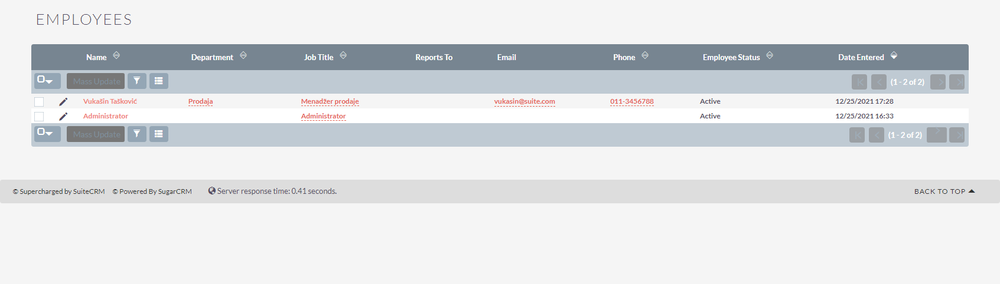 EMPLOYEES
Name Department Job Title Reports To Email Phone Employee Status Date Entered
Mass Update (1 - 2 of 2)
Vukašin Tašković Prodaja Menadžer prodaje vukasin@suite.com 011-3456788 Active 12/25/2021 17:28
Administrator Administrator Active 12/25/2021 16:33
Mass Update (1 - 2 of 2)
© Supercharged by SuiteCRM © Powered By SugarCRM Server response time: 0.41 seconds. BACK TO TOP